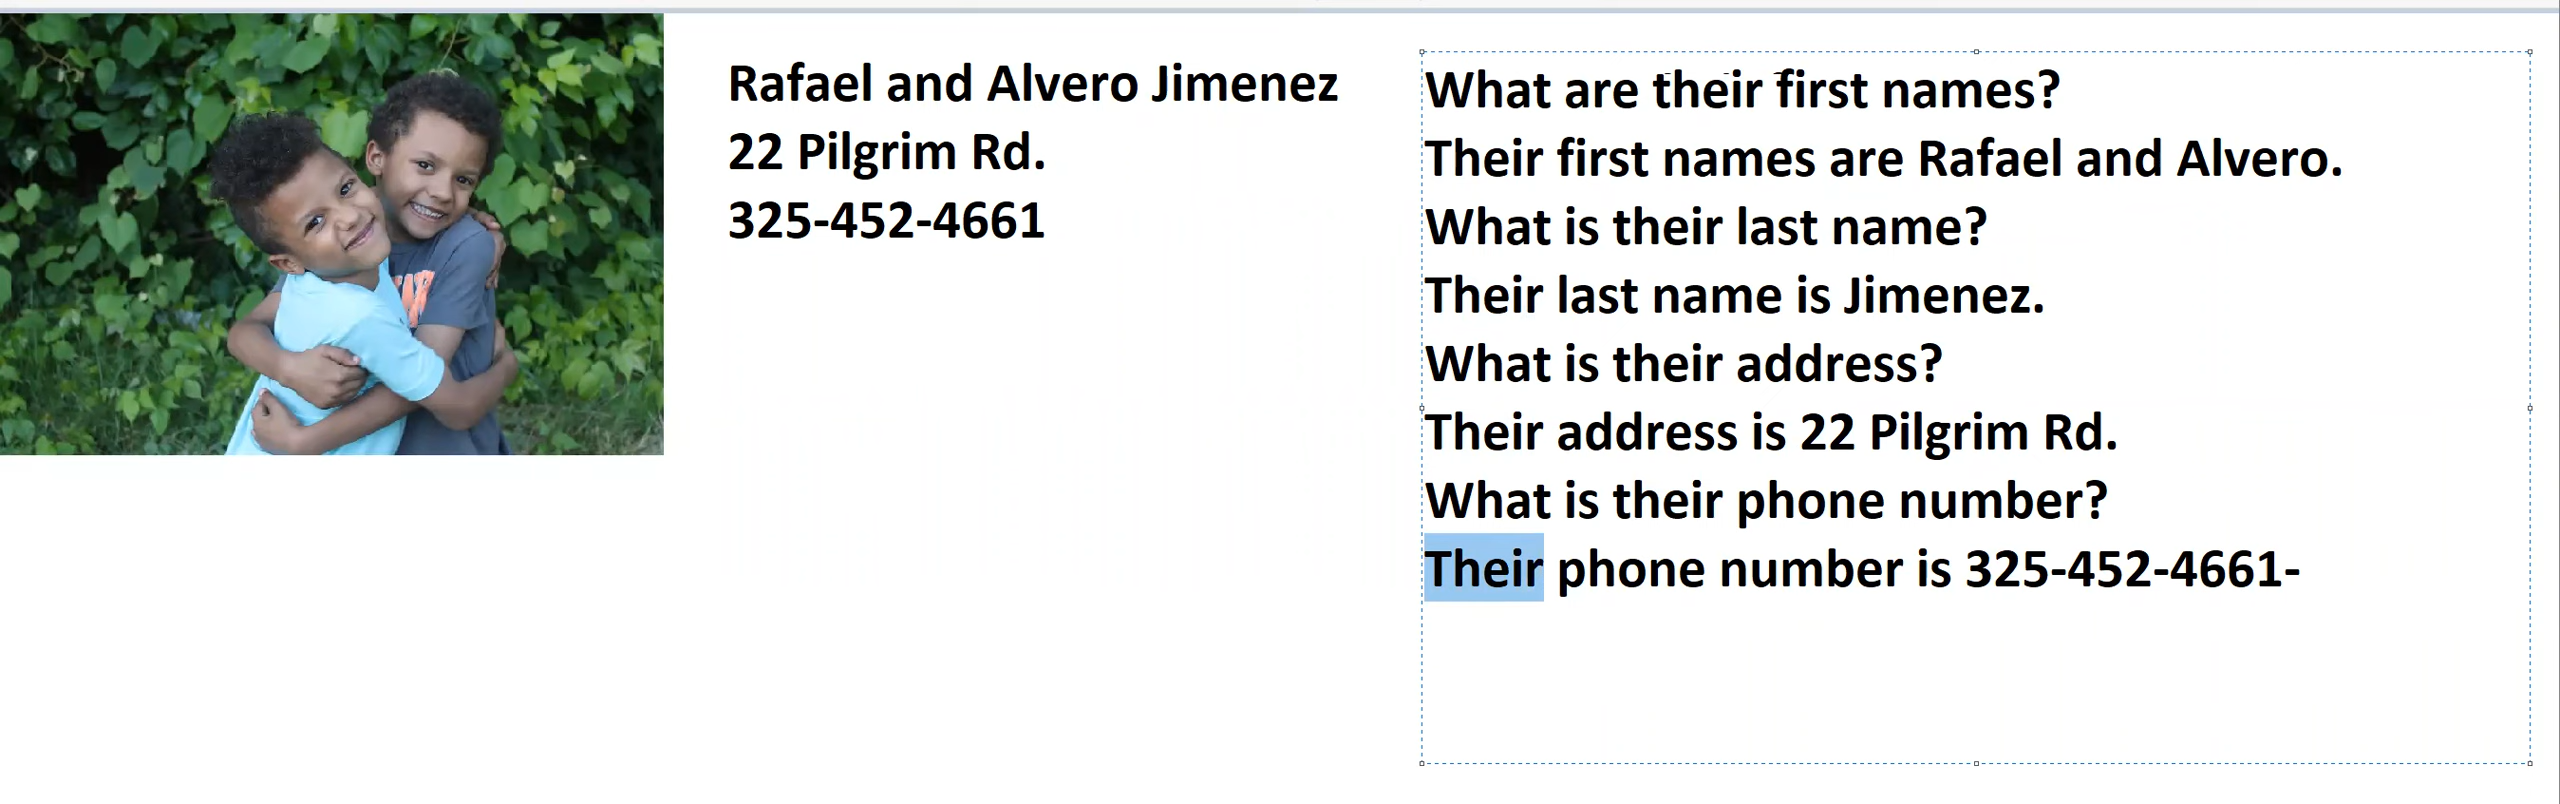 Rafael and Alvero Jimenez
22 Pilgrim Rd.
325-452-4661
What are their first names?
Their first names are Rafael and Alvero.
What is their last name?
Their last name is Jimenez.
What is their address?
Their address is 22 Pilgrim Rd.
What is their phone number?
Their phone number is 325-452-4661-